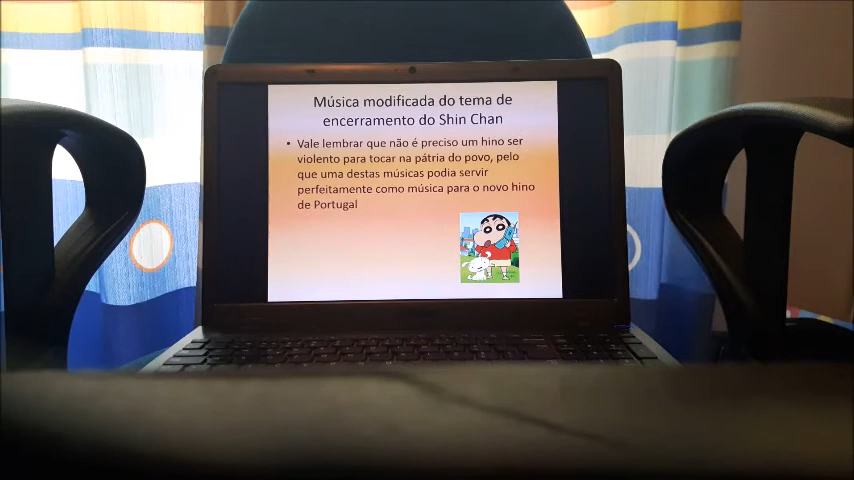 Música modificada do tema de
encerramento do Shin Chan
• Vale lembrar que não é preciso um hino ser
violento para tocar na pátria do povo, pelo
que uma destas músicas podia servir
perfeitamente como música para o novo hino
de Portugal